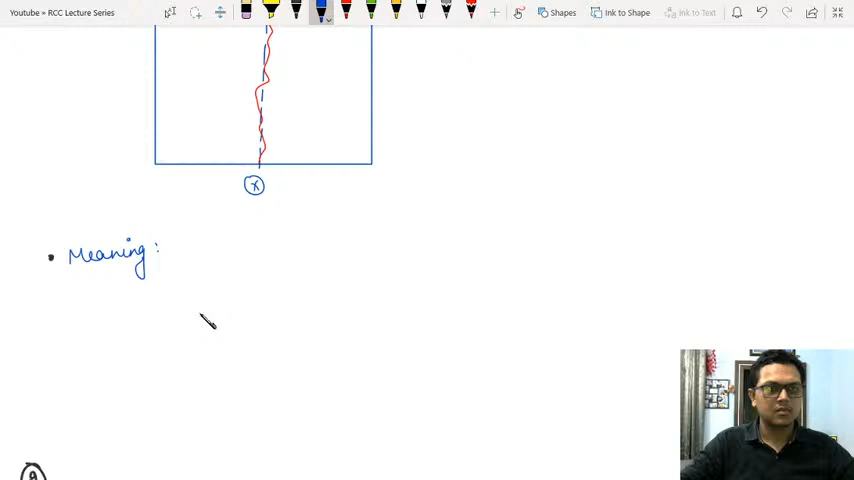 Youtube » RCC Lecture Series
Shapes
Ink to Shape
Ink to Text
x
• Meaning: